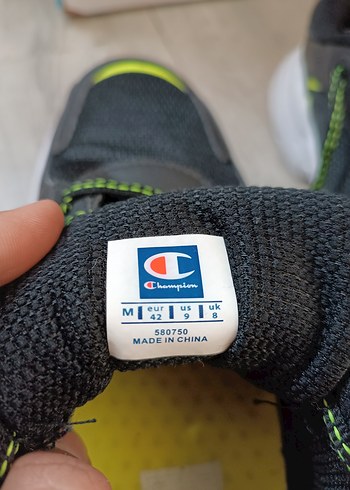 Champion
M eur us uk
42 9 8
580750
MADE IN CHINA